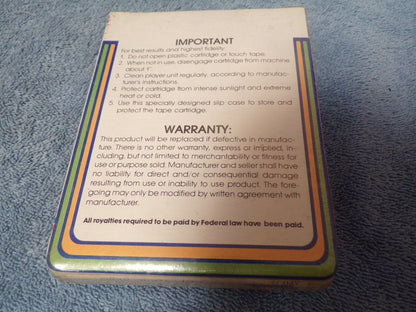 IMPORTANT
For best results and highest fidelity:
1. Do not open plastic cartridge or touch tape.
2. When not in use, disengage cartridge from machine
about 1".
3. Clean player unit regularly, according to manufac-
turer's instructions.
4. Protect cartridge from intense sunlight and extreme
heat or cold.
5. Use this specially designed slip case to store and
protect the tape cartridge.
WARRANTY:
This product will be replaced if defective in manufac-
ture. There is no other warranty, express or implied, in-
cluding, but not limited to merchantability or fitness for
use or purpose sold. Manufacturer and seller shall have
no liability for direct and/or consequential damage
resulting from use or inability to use product. The fore-
going may only be modified by written agreement with
manufacturer.
All royalties required to be paid by Federal law have been paid.